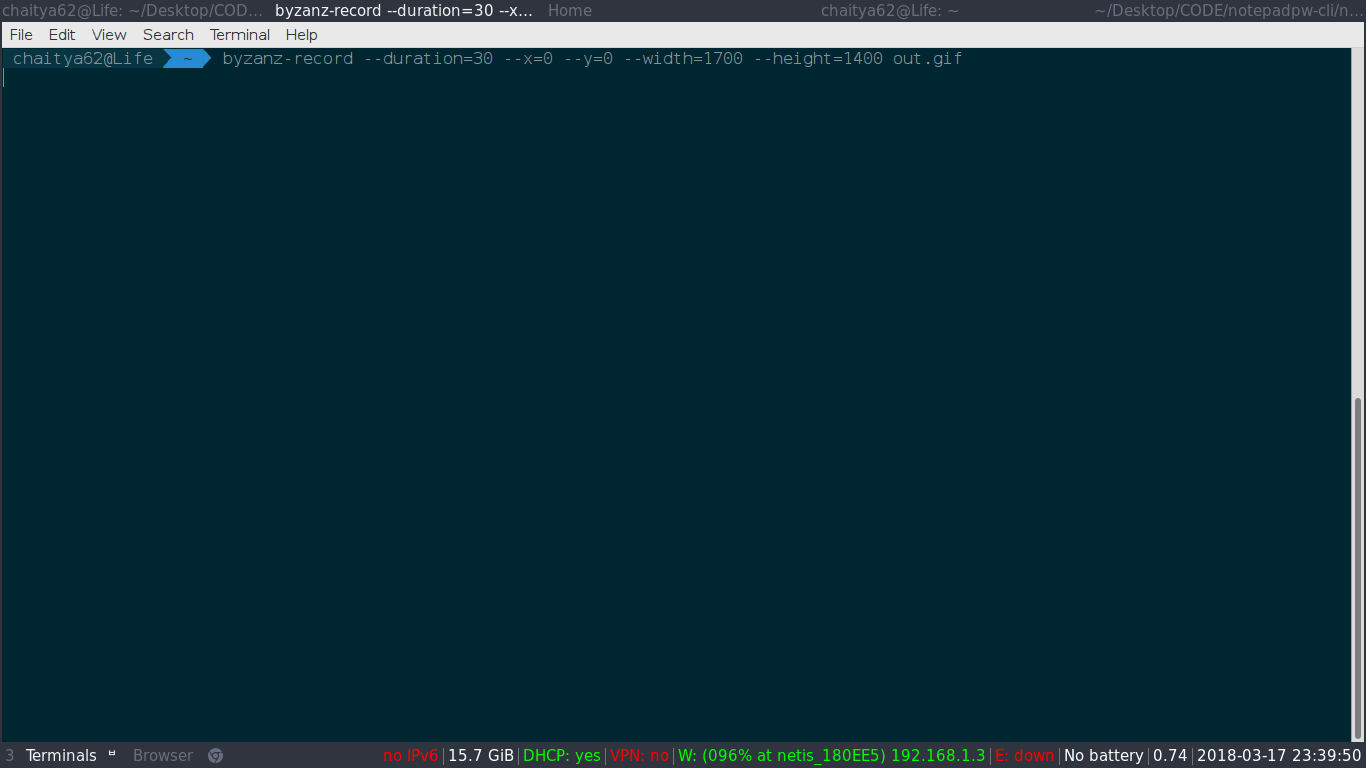 chaitya62@Life: ~/Desktop/COD... byzanz-record --duration=30 --x... Home chaitya62@Life: ~ ~/Desktop/CODE/notepadpw-cli/n...
File Edit View Search Terminal Help
chaitya62@Life ~ byzanz-record --duration=30 --x=0 --y=0 --width=1700 --height=1400 out.gif
3 Terminals Browser no IPv6|15.7 GiB|DHCP: yes|VPN: no|W: (096% at netis_180EE5) 192.168.1.3|E: down|No battery|0.74|2018-03-17 23:39:50